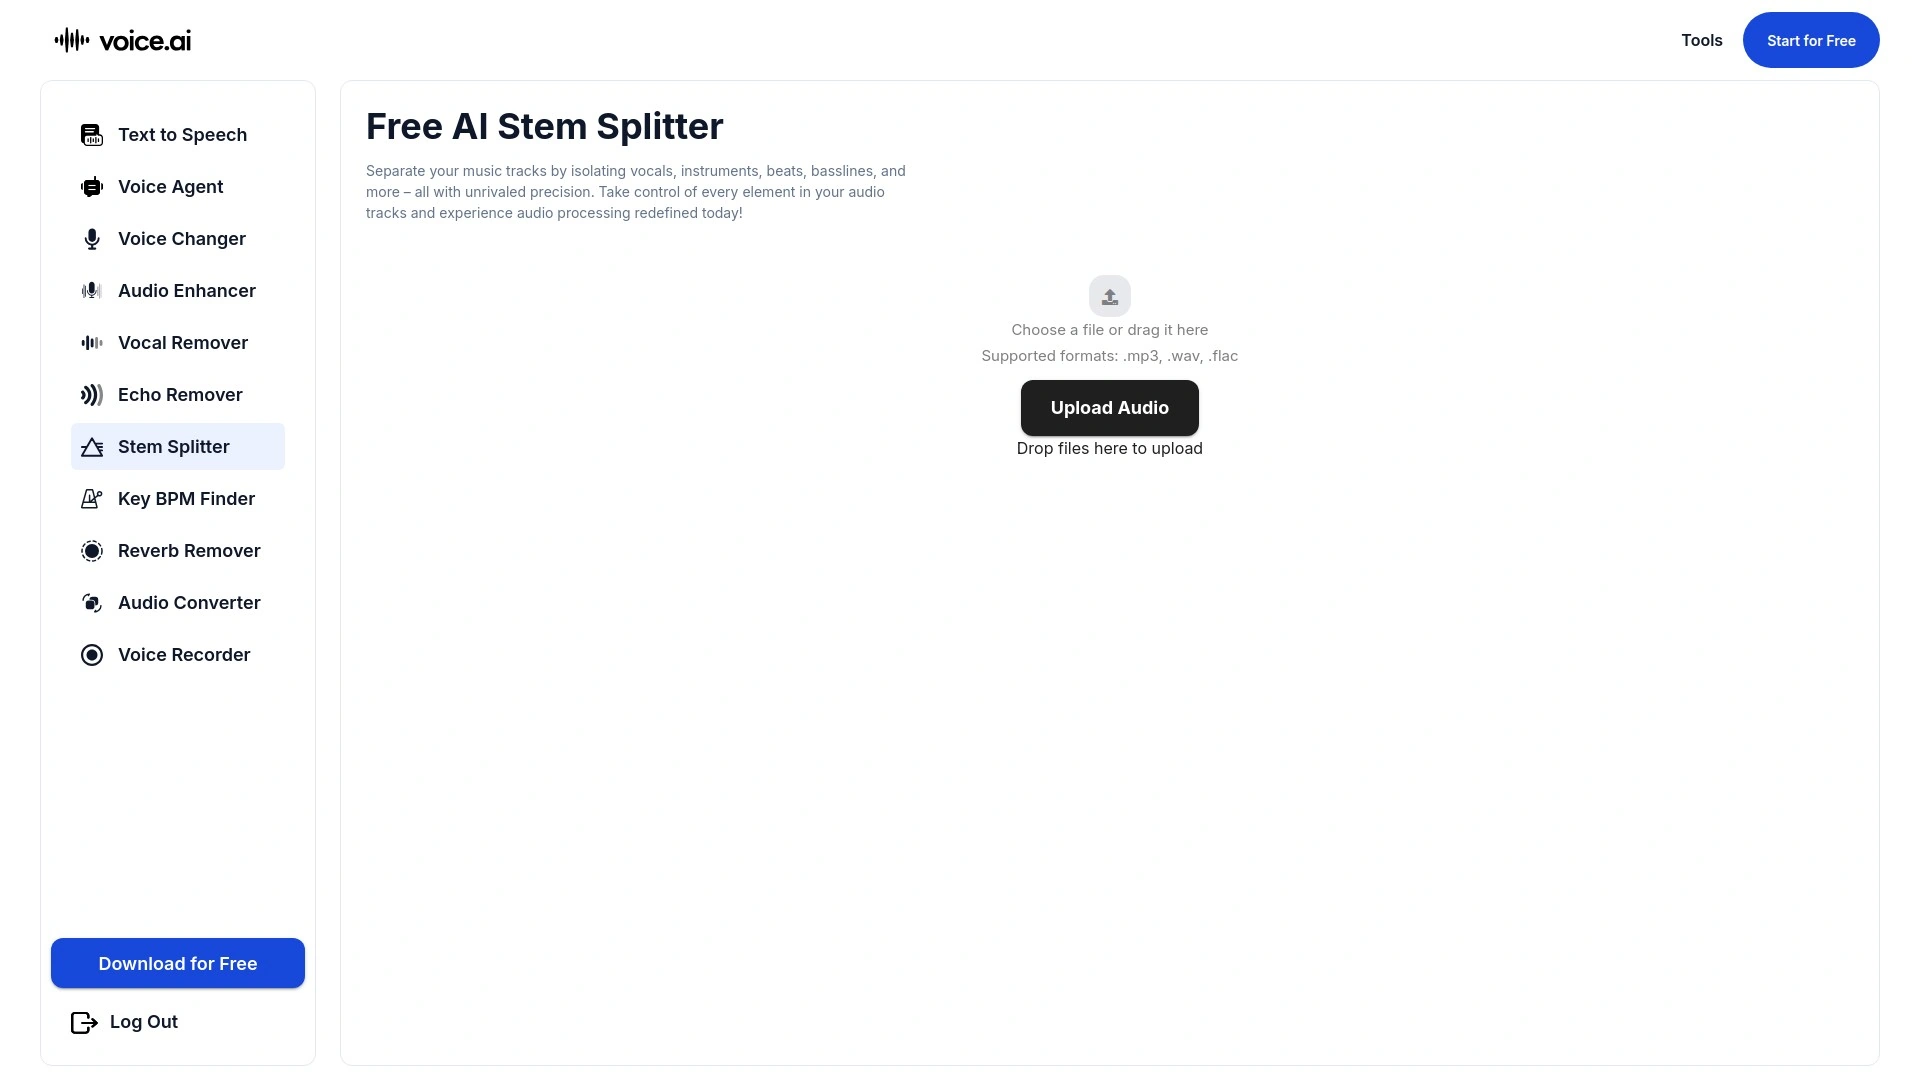 voice.ai
Tools
Start for Free
Text to Speech
Voice Agent
Voice Changer
Audio Enhancer
Vocal Remover
Echo Remover
Stem Splitter
Key BPM Finder
Reverb Remover
Audio Converter
Voice Recorder
Download for Free
Log Out
Free AI Stem Splitter
Separate your music tracks by isolating vocals, instruments, beats, basslines, and
more – all with unrivaled precision. Take control of every element in your audio
tracks and experience audio processing redefined today!
Choose a file or drag it here
Supported formats: .mp3, .wav, .flac
Upload Audio
Drop files here to upload